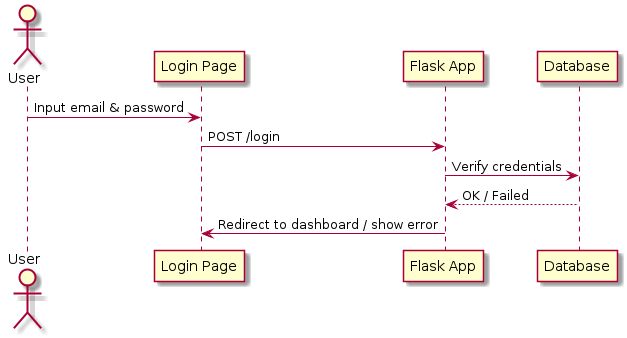 User
Login Page
Flask App
Database
Input email & password
POST /login
Verify credentials
OK / Failed
Redirect to dashboard / show error
User
Login Page
Flask App
Database